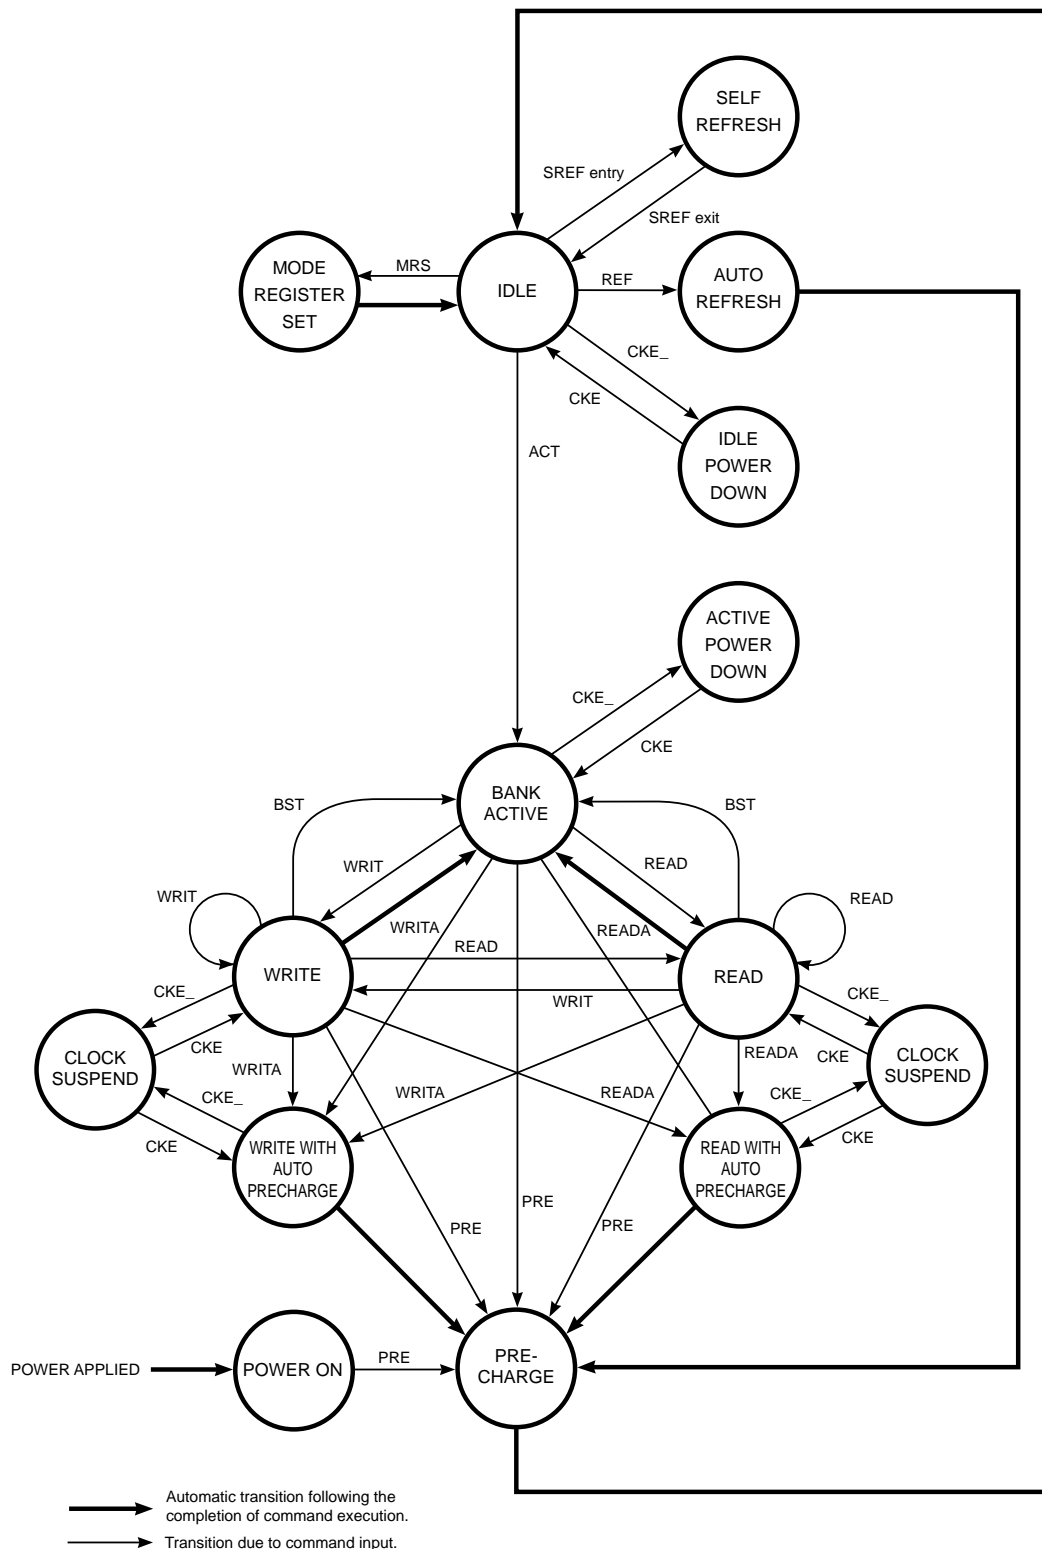 SELF
REFRESH
SREF entry
SREF exit
MODE
REGISTER
SET
MRS
IDLE
REF
AUTO
REFRESH
CKE_
CKE
IDLE
POWER
DOWN
ACT
ACTIVE
POWER
DOWN
CKE_
CKE
BANK
ACTIVE
BST
BST
WRIT
READ
WRIT
READ
WRITA
READA
READ
WRITE
READ
WRIT
CKE_
CKE_
CKE
CKE
CLOCK
SUSPEND
CLOCK
SUSPEND
WRITA
READA
CKE_
CKE_
WRITA
READA
CKE
CKE
WRITE WITH
AUTO
PRECHARGE
READ WITH
AUTO
PRECHARGE
PRE
PRE
PRE
POWER APPLIED
POWER ON
PRE
PRE-
CHARGE
Automatic transition following the
completion of command execution.
Transition due to command input.